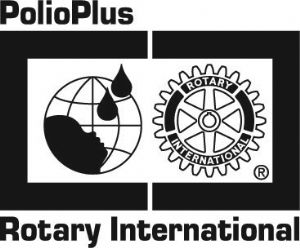 PolioPlus
ROTARY
INTERNATIONAL
®
Rotary International